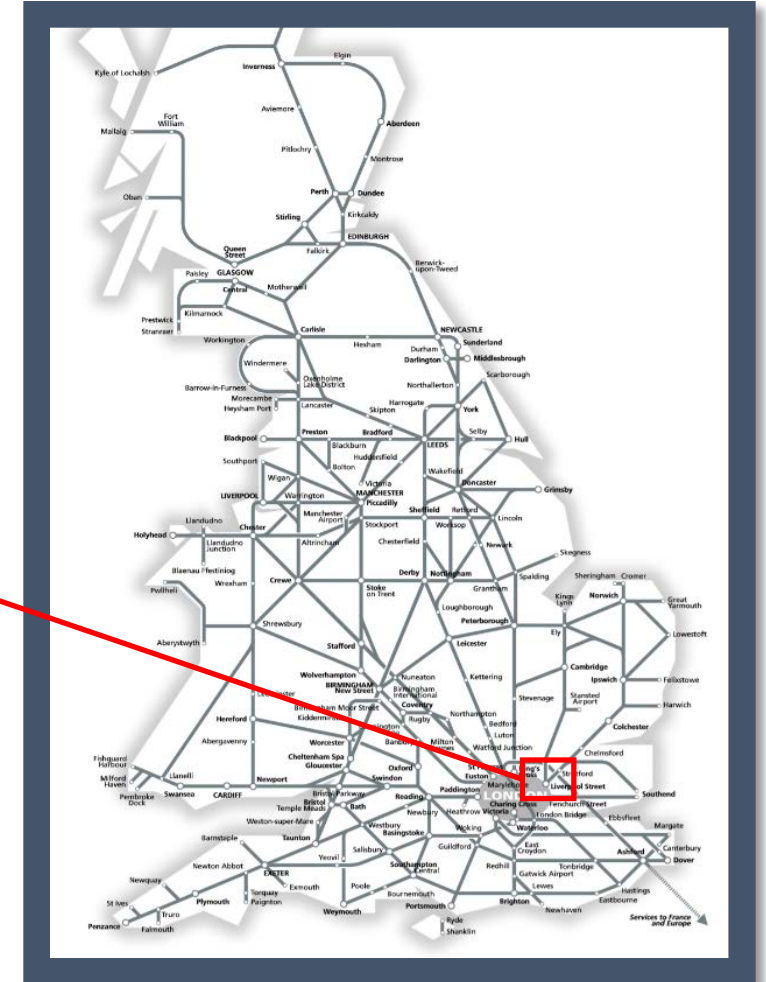 Elgin
Inverness
Kyle of Lochalsh
Aviemore
Fort
William
Mallaig
Aberdeen
Pitlochry
Montrose
Perth
Dundee
Oban
Stirling
Kirkcaldy
EDINBURGH
Queen
Street
Falkirk
Berwick-
upon-Tweed
Paisley
GLASGOW
Central
Motherwell
Prestwick
Kilmarnock
Stranraer
Carlisle
NEWCASTLE
Workington
Hexham
Sunderland
Durham
Darlington
Middlesbrough
Windermere
Scarborough
Oxenholme
Lake District
Barrow-in-Furness
Northallerton
Morecambe
Heysham Port
Lancaster
Harrogate
Skipton
York
Blackpool
Preston
Bradford
Selby
Hull
Blackburn
LEEDS
Southport
Bolton
Huddersfield
Wakefield
Wigan
Victoria
Doncaster
LIVERPOOL
Warrington
MANCHESTER
Piccadilly
Grimsby
Manchester
Airport
Sheffield
Retford
Llandudno
Stockport
Worksop
Lincoln
Holyhead
Chester
Llandudno
Junction
Altrincham
Chesterfield
Newark
Skegness
Blaenau Ffestiniog
Derby
Nottingham
Pwllheli
Wrexham
Crewe
Stoke
on Trent
Grantham
Spalding
Sheringham
Cromer
Kings
Lynn
Norwich
Great
Yarmouth
Loughborough
Peterborough
Aberystwyth
Shrewsbury
Stafford
Leicester
Ely
Lowestoft
Wolverhampton
Nuneaton
Kettering
Cambridge
BIRMINGHAM
New Street
Birmingham
International
Ipswich
Felixstowe
Birmingham Moor Street
Coventry
Stevenage
Stansted
Airport
Harwich
Hereford
Rugby
Northampton
Bedford
Colchester
Worcester
Luton
Abergavenny
Milton
Watford Junction
Chelmsford
Cheltenham Spa
Gloucester
Oxford
Fishguard
Harbour
Euston
Stratford
Llanelli
Milford
Haven
Swindon
Marylebone
Liverpool Street
Pembroke
Dock
Swansea
CARDIFF
Newport
Bristol Parkway
Paddington
LONDON
Southend
Bristol
Temple Meads
Bath
Reading
Heathrow
Victoria
Charing Cross
Fenchurch Street
Newbury
London Bridge
Ebbsfleet
Weston-super-Mare
Westbury
Basingstoke
Woking
Waterloo
Margate
Barnstaple
Taunton
Guildford
East
Croydon
Canterbury
Yeovil
Salisbury
Ashford
Dover
Newton Abbot
Southampton
Central
Redhill
Tonbridge
EXETER
Gatwick Airport
Newquay
Exmouth
Poole
Lewes
Hastings
St Ives
Plymouth
Torquay
Paignton
Bournemouth
Eastbourne
Truro
Weymouth
Portsmouth
Brighton
Newhaven
Penzance
Falmouth
Ryde
Shanklin
Services to France
and Europe